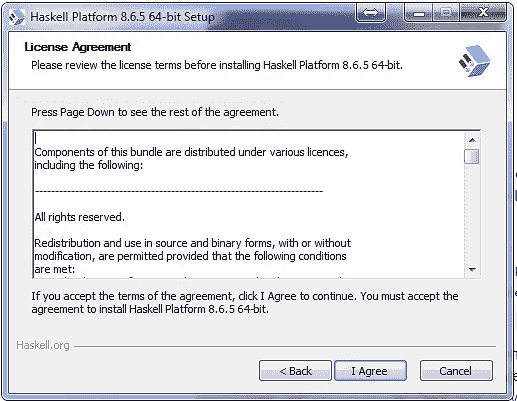 Haskell Platform 8.6.5 64-bit Setup
License Agreement
Please review the license terms before installing Haskell Platform 8.6.5 64-bit.
Press Page Down to see the rest of the agreement.
Components of this bundle are distributed under various licences,
including the following:
------------------------------------------------------------------------
All rights reserved.
Redistribution and use in source and binary forms, with or without
modification, are permitted provided that the following conditions
are met:
If you accept the terms of the agreement, click I Agree to continue. You must accept the
agreement to install Haskell Platform 8.6.5 64-bit.
Haskell.org
< Back
I Agree
Cancel